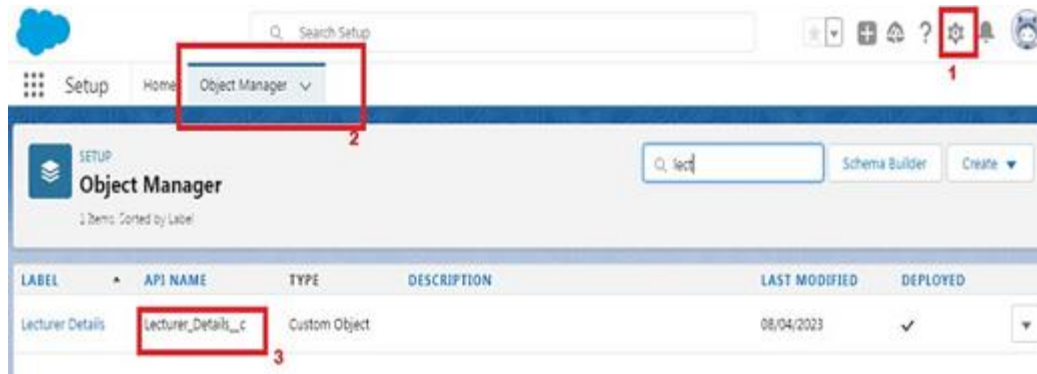 Search Setup
1
Setup Home Object Manager
2
SETUP
Object Manager
1 Items. Sorted by Label
lect
Schema Builder
Create
LABEL API NAME TYPE DESCRIPTION LAST MODIFIED DEPLOYED
Lecturer Details Lecturer_Details__c Custom Object 08/04/2023
3